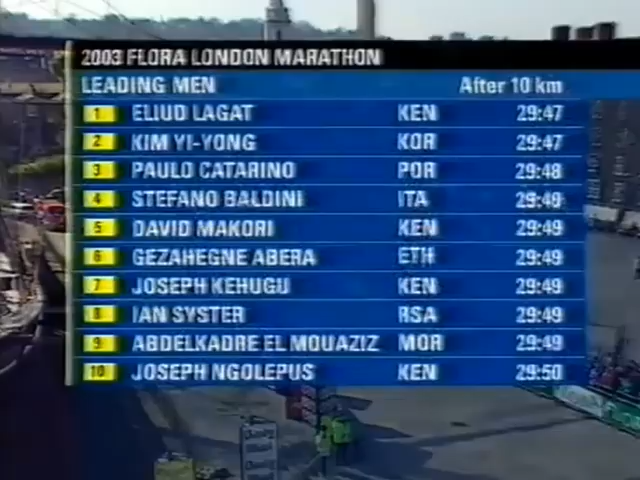 2003 FLORA LONDON MARATHON
LEADING MEN After 10 km
1 ELIUD LAGAT KEN 29:47
2 KIM YI-YONG KOR 29:47
3 PAULO CATARINO POR 29:48
4 STEFANO BALDINI ITA 29:49
5 DAVID MAKORI KEN 29:49
6 GEZAHEGNE ABERA ETH 29:49
7 JOSEPH KEHUGU KEN 29:49
8 IAN SYSTER RSA 29:49
9 ABDELKADRE EL MOUAZIZ MOR 29:49
10 JOSEPH NGOLEPUS KEN 29:50